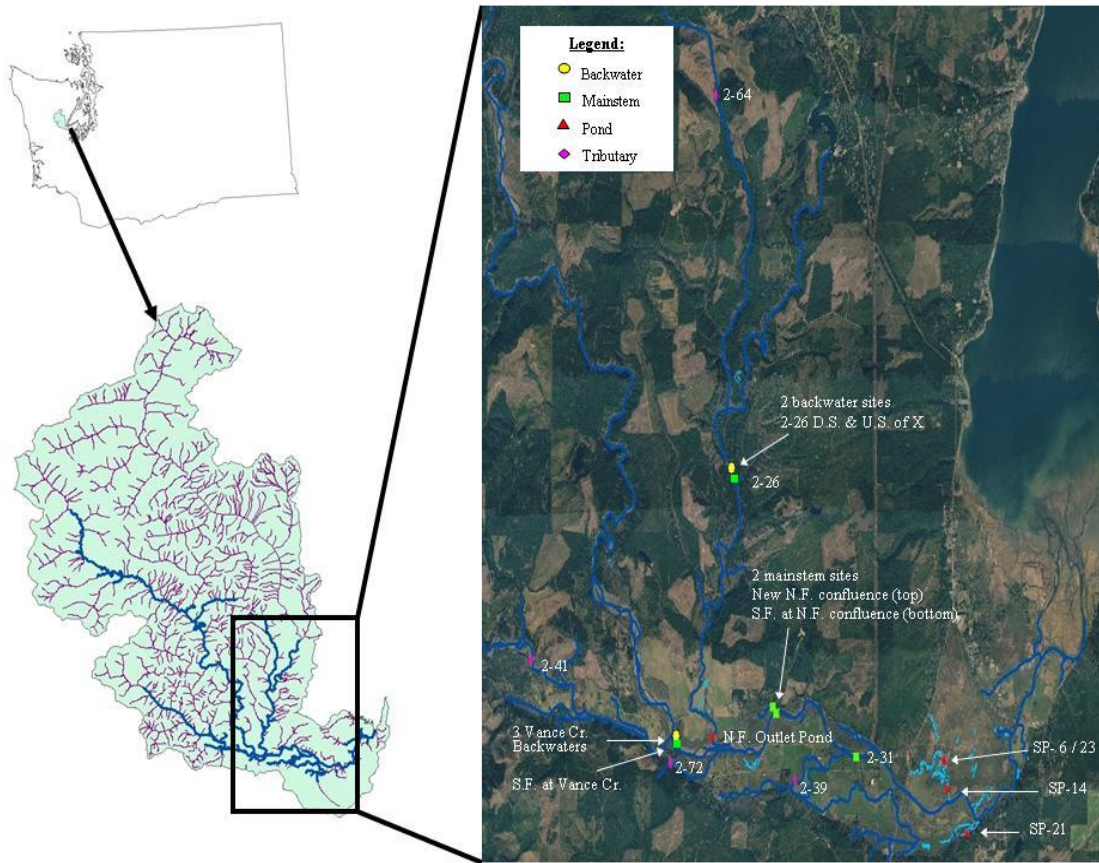 Legend:
Backwater
Mainstem
Pond
Tributary
2-64
2 backwater sites
2-26 D.S. & U.S. of X
2-26
2 mainstem sites
New N.F. confluence (top)
S.F. at N.F. confluence (bottom)
2-41
3 Vance Cr.
Backwaters
N.F. Outlet Pond
S.F. at Vance Cr.
2-72
2-31
2-39
SP- 6 / 23
SP-14
SP-21